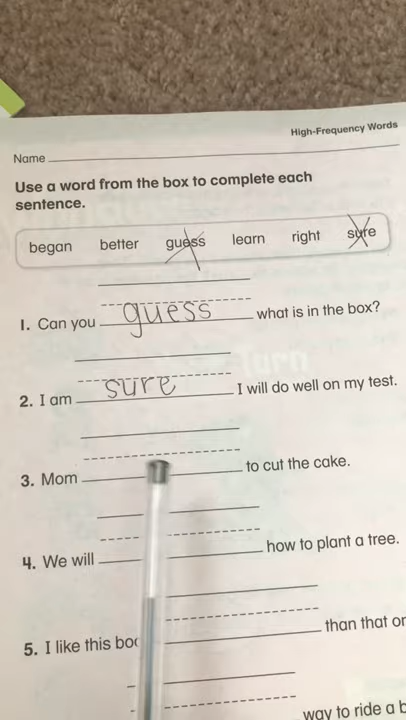 High-Frequency Words
Name
Use a word from the box to complete each
sentence.
began better guess learn right sure
1. Can you guess what is in the box?
2. I am sure I will do well on my test.
3. Mom to cut the cake.
4. We will how to plant a tree.
5. I like this than that
way to ride a